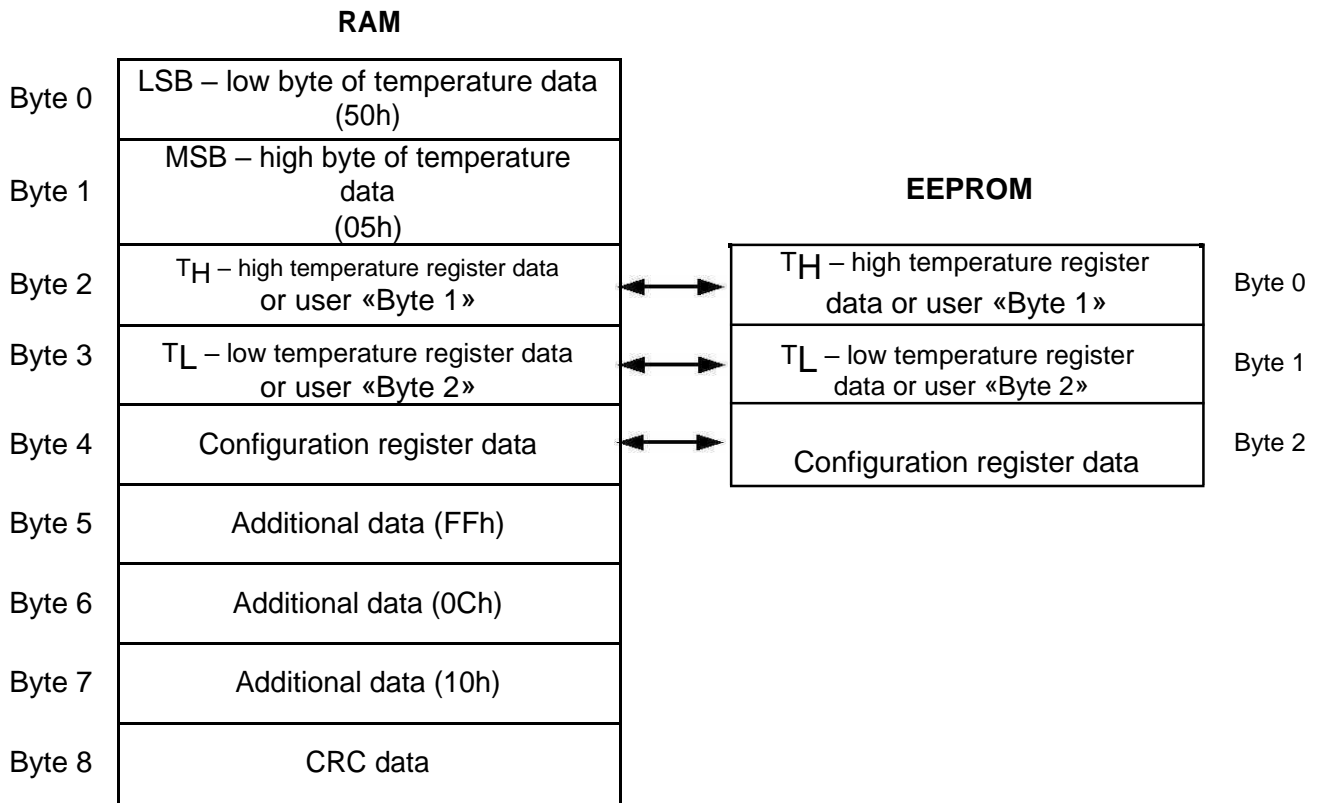 RAM
Byte 0
LSB – low byte of temperature data
(50h)
Byte 1
MSB – high byte of temperature
data
(05h)
EEPROM
Byte 2
TH – high temperature register data
or user «Byte 1»
TH – high temperature register
data or user «Byte 1»
Byte 0
Byte 3
TL – low temperature register data
or user «Byte 2»
TL – low temperature register
data or user «Byte 2»
Byte 1
Byte 4
Configuration register data
Configuration register data
Byte 2
Byte 5
Additional data (FFh)
Byte 6
Additional data (0Ch)
Byte 7
Additional data (10h)
Byte 8
CRC data